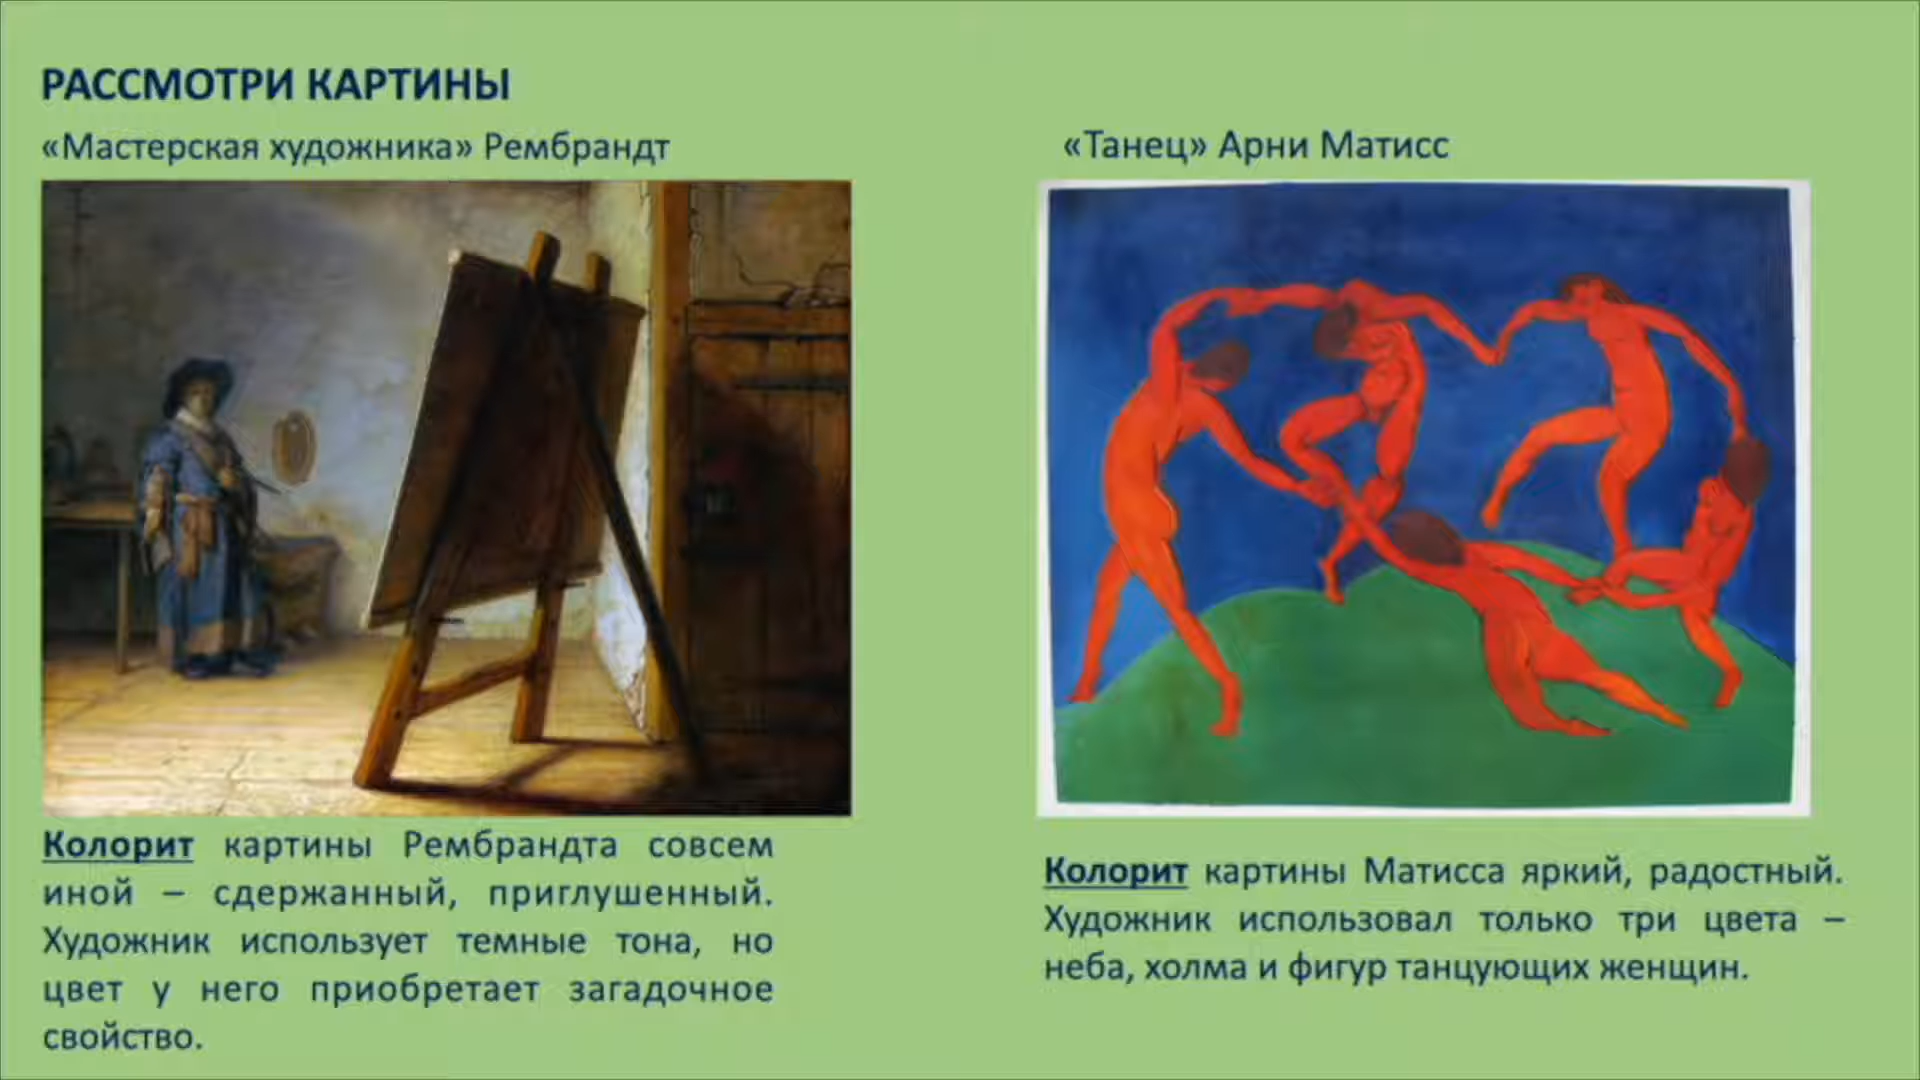 РАССМОТРИ КАРТИНЫ
«Мастерская художника» Рембрандт
Колорит картины Рембрандта совсем
иной – сдержанный, приглушенный.
Художник использует темные тона, но
цвет у него приобретает загадочное
свойство.
«Танец» Арни Матисс
Колорит картины Матисса яркий, радостный.
Художник использовал только три цвета –
неба, холма и фигур танцующих женщин.